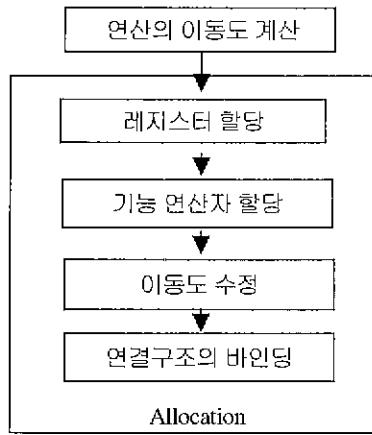 연산의 이동도 계산
레지스터 할당
기능 연산자 할당
이동도 수정
연결구조의 바인딩
Allocation